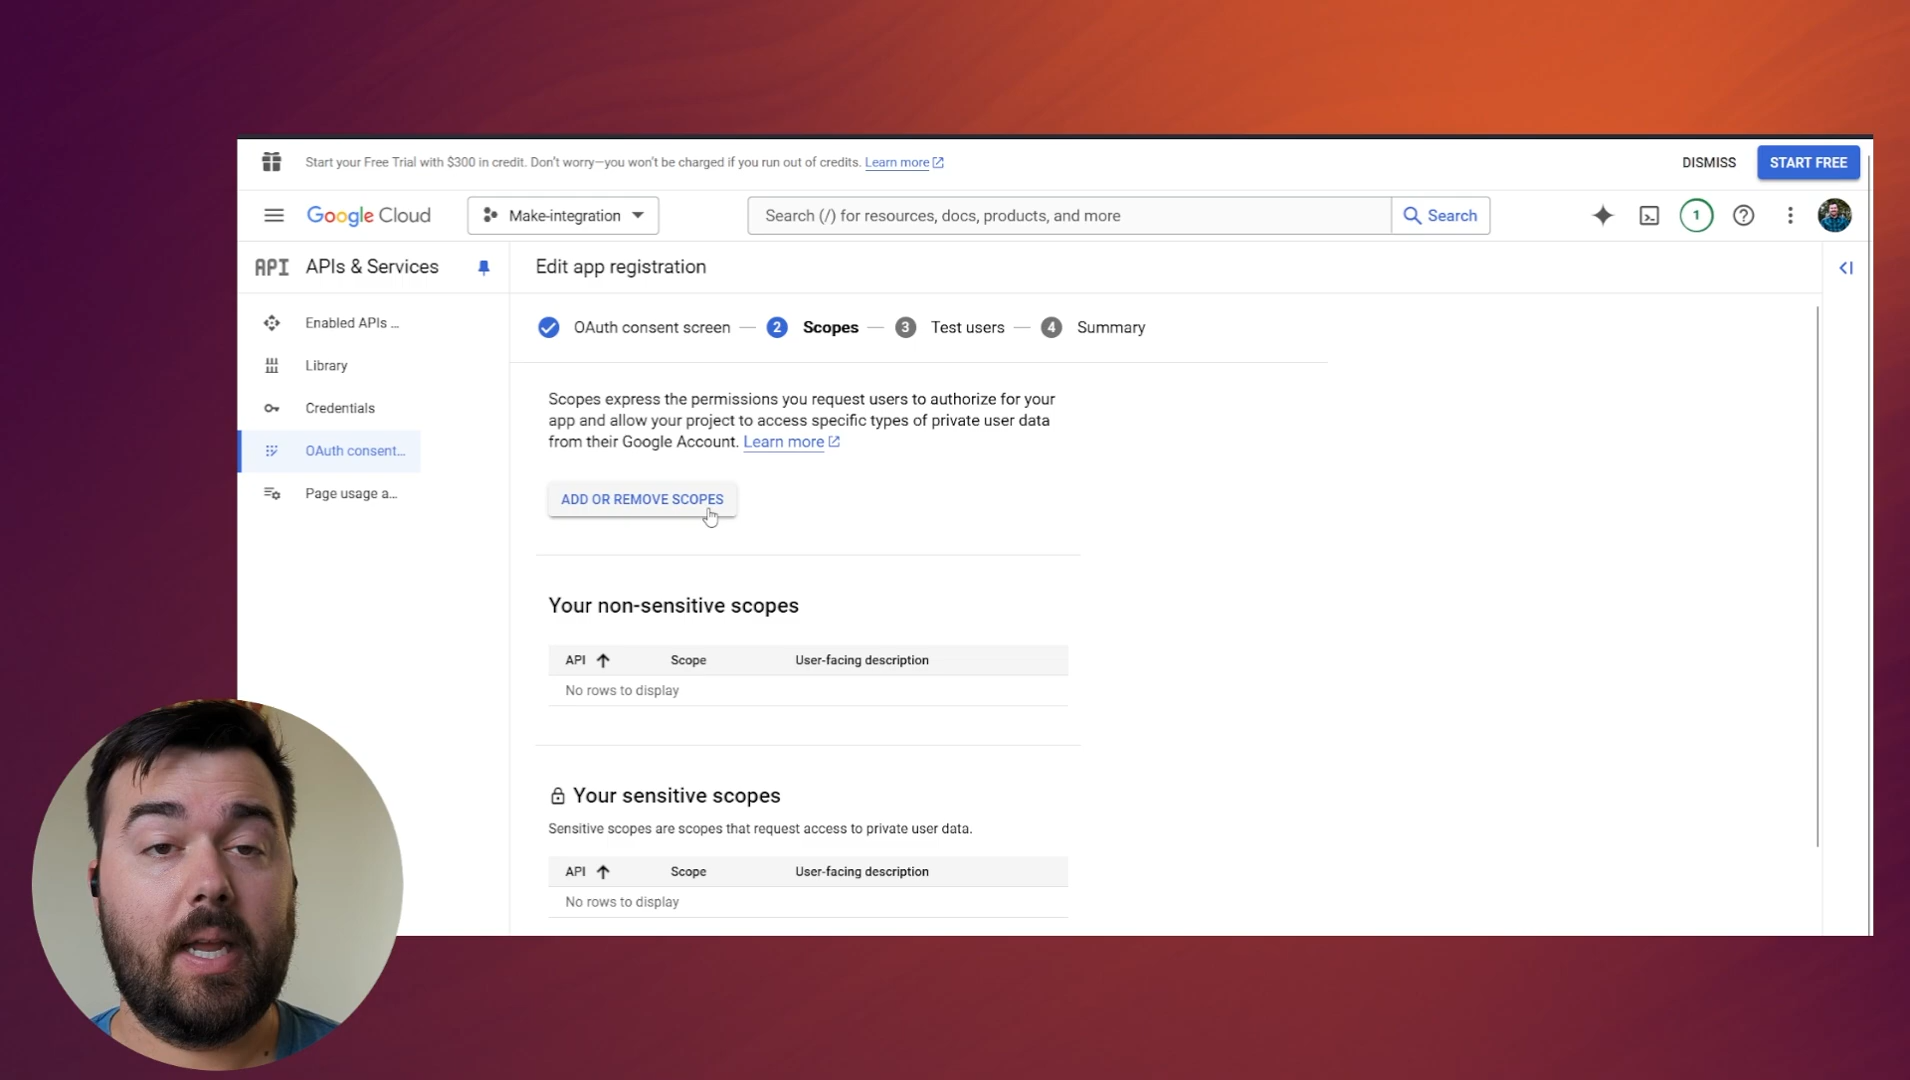 Start your Free Trial with $300 in credit. Don't worry—you won't be charged if you run out of credits. Learn more
DISMISS
START FREE
Google Cloud
Make-integration
Search (/) for resources, docs, products, and more
Search
1
API
APIs & Services
Edit app registration
Enabled APIs ...
Library
Credentials
OAuth consent...
Page usage a...
OAuth consent screen
2
Scopes
3
Test users
4
Summary
Scopes express the permissions you request users to authorize for your
app and allow your project to access specific types of private user data
from their Google Account. Learn more
ADD OR REMOVE SCOPES
Your non-sensitive scopes
API Scope User-facing description
No rows to display
Your sensitive scopes
Sensitive scopes are scopes that request access to private user data.
API Scope User-facing description
No rows to display